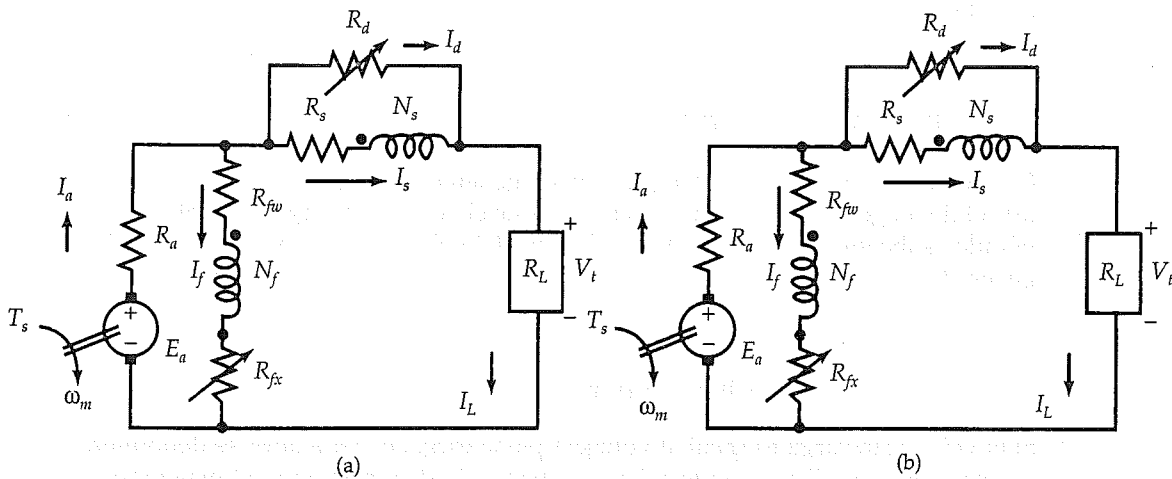 R_d
I_d
R_s
N_s
I_a
I_s
R_fw
R_a
I_f
N_f
R_L
+
V_t
−
T_s
+
−
E_a
R_fx
ω_m
I_L
(a)
R_d
I_d
R_s
N_s
I_a
I_s
R_fw
R_a
I_f
N_f
R_L
+
V_t
−
T_s
+
−
E_a
R_fx
ω_m
I_L
(b)